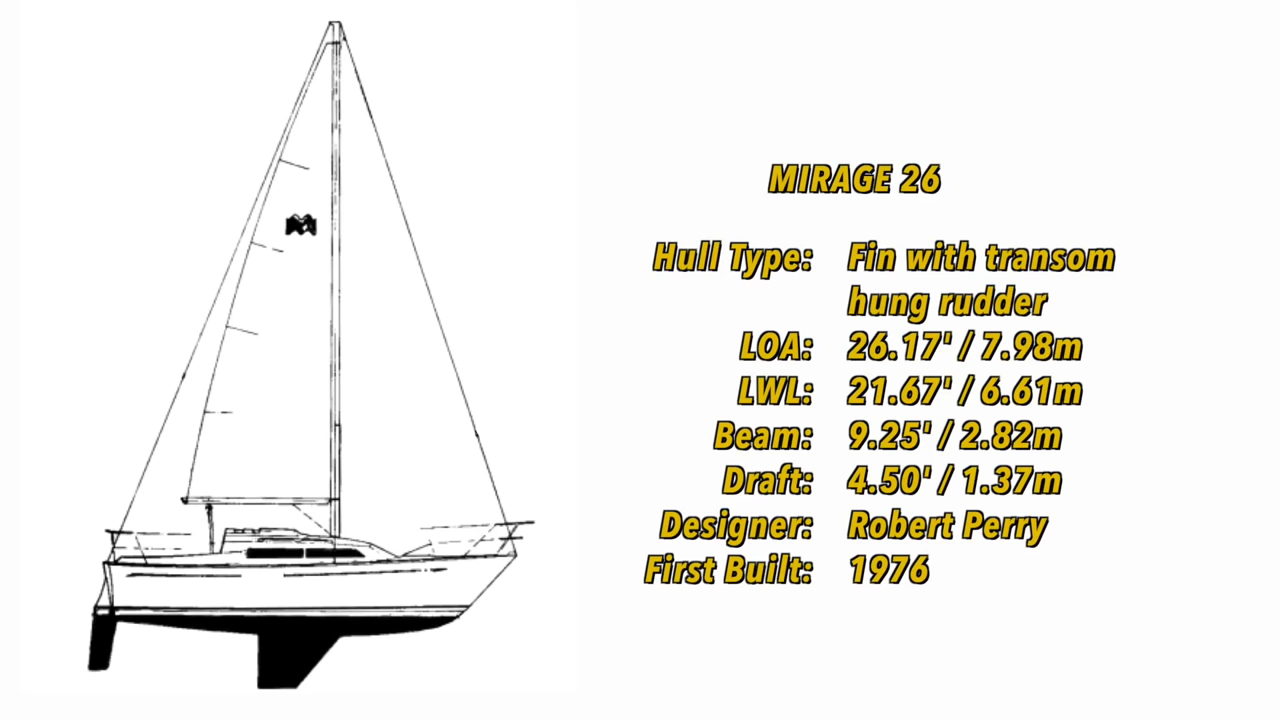 MIRAGE 26
Hull Type: Fin with transom
hung rudder
LOA: 26.17' / 7.98m
LWL: 21.67' / 6.61m
Beam: 9.25' / 2.82m
Draft: 4.50' / 1.37m
Designer: Robert Perry
First Built: 1976